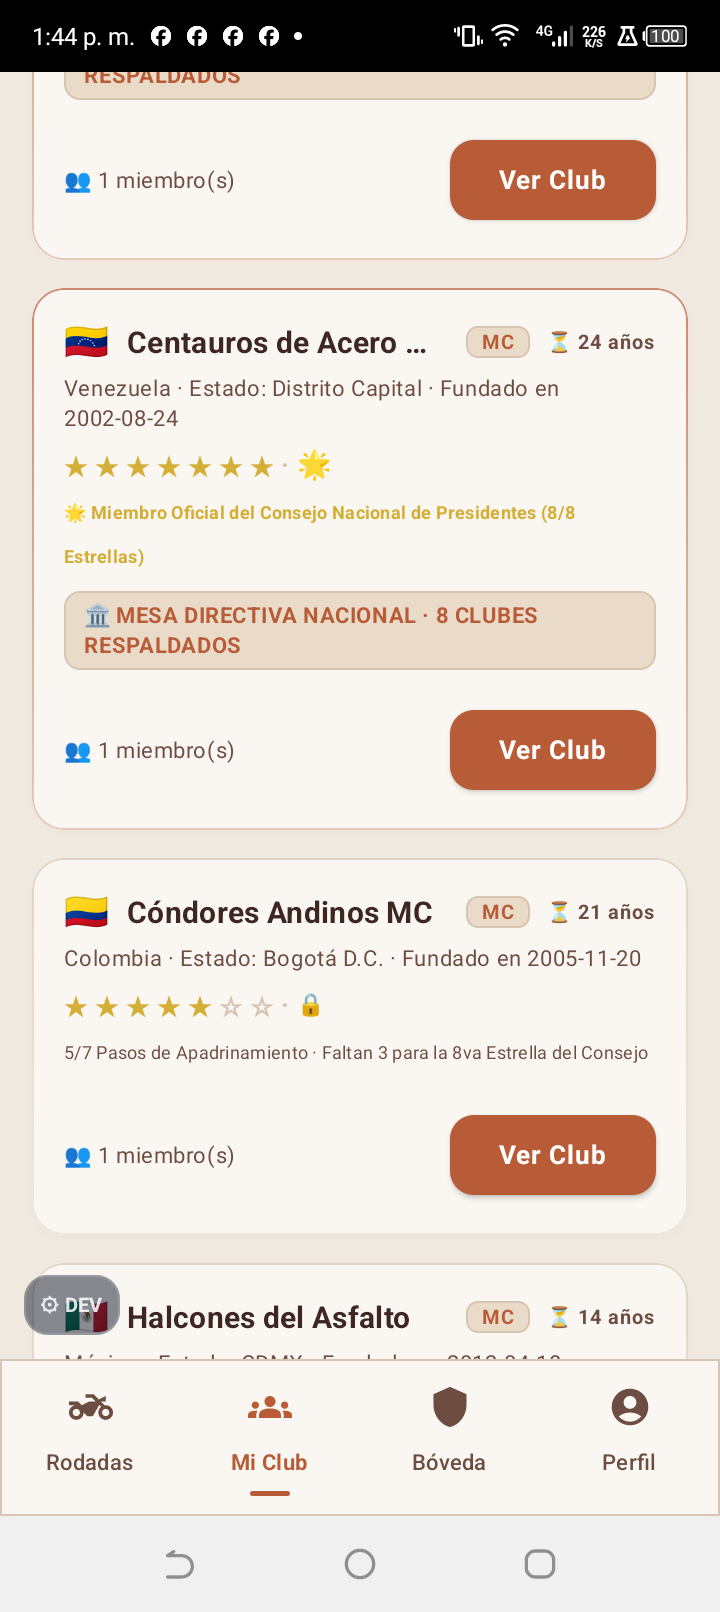 1:44 p. m.
4G 226 K/S 100
RESPALDADOS
1 miembro(s)
Ver Club
Centauros de Acero ...
MC
24 años
Venezuela · Estado: Distrito Capital · Fundado en
2002-08-24
Miembro Oficial del Consejo Nacional de Presidentes (8/8
Estrellas)
MESA DIRECTIVA NACIONAL · 8 CLUBES
RESPALDADOS
1 miembro(s)
Ver Club
Cóndores Andinos MC
MC
21 años
Colombia · Estado: Bogotá D.C. · Fundado en 2005-11-20
5/7 Pasos de Apadrinamiento · Faltan 3 para la 8va Estrella del Consejo
1 miembro(s)
Ver Club
DEV
Halcones del Asfalto
MC
14 años
Rodadas
Mi Club
Bóveda
Perfil